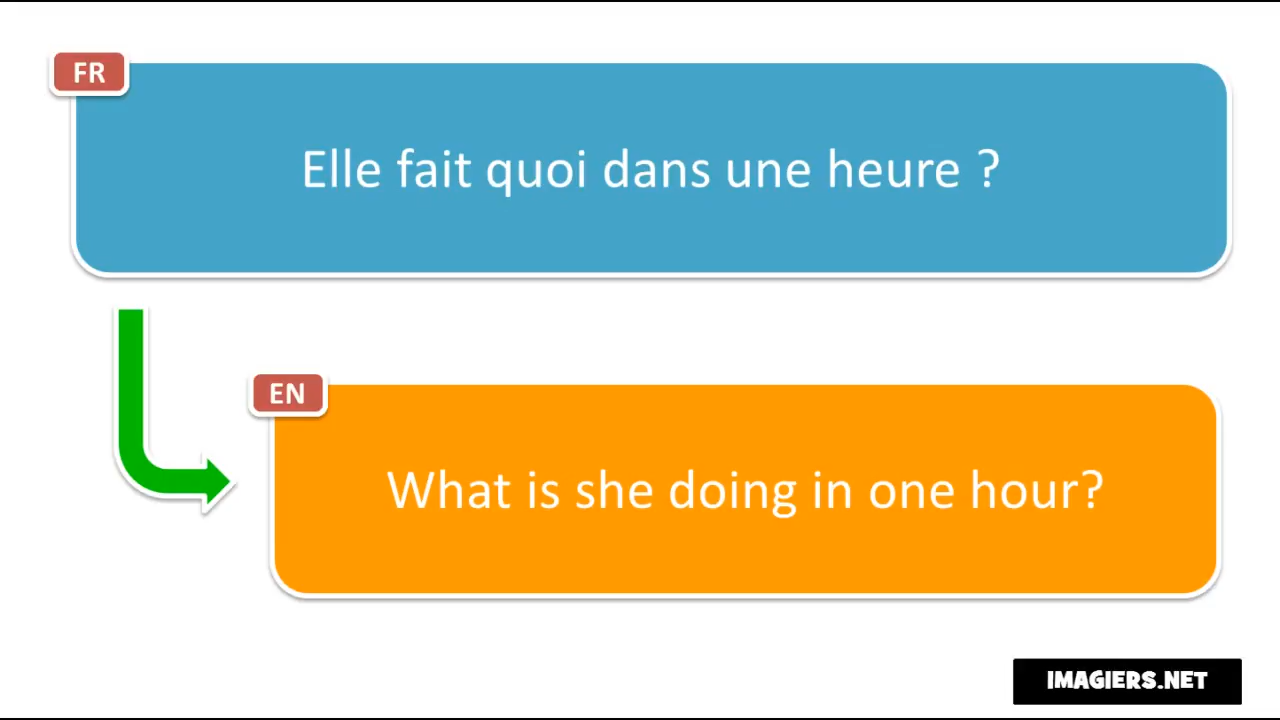 FR
Elle fait quoi dans une heure ?
EN
What is she doing in one hour?
IMAGIERS.NET